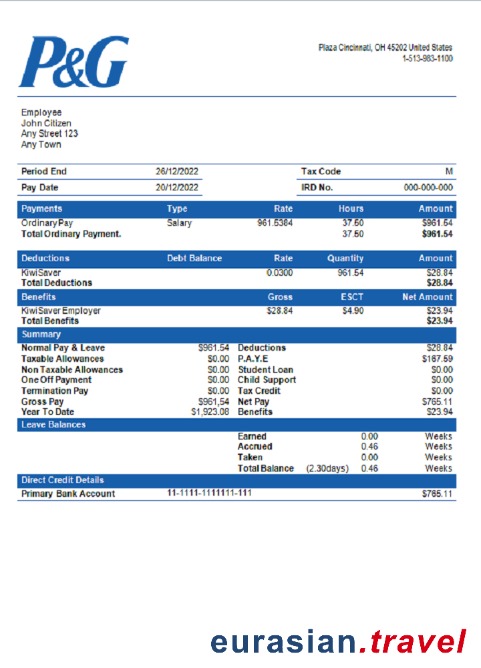 P&G
Plaza Cincinnati, OH 45202 United States
1-513-983-1100
Employee
John Citizen
Any Street 123
Any Town
Period End 26/12/2022 Tax Code M
Pay Date 20/12/2022 IRD No. 000-000-000
Payments Type Rate Hours Amount
OrdinaryPay Salary 961.5384 37.50 $961.54
Total Ordinary Payment. 37.50 $961.54
Deductions Debt Balance Rate Quantity Amount
KiwiSaver 0.0300 961.54 $28.84
Total Deductions $28.84
Benefits Gross ESCT Net Amount
KiwiSaver Employer $28.84 $4.90 $23.94
Total Benefits $23.94
Summary
Normal Pay & Leave $961.54 Deductions $28.84
Taxable Allowances $0.00 P.A.Y.E $167.59
Non Taxable Allowances $0.00 Student Loan $0.00
One Off Payment $0.00 Child Support $0.00
Termination Pay $0.00 Tax Credit $0.00
Gross Pay $961,54 Net Pay $765.11
Year To Date $1,923.08 Benefits $23.94
Leave Balances
Earned 0.00 Weeks
Accrued 0.46 Weeks
Taken 0.00 Weeks
Total Balance (2.30days) 0.46 Weeks
Direct Credit Details
Primary Bank Account 11-1111-1111111-111 $765.11
eurasian.travel